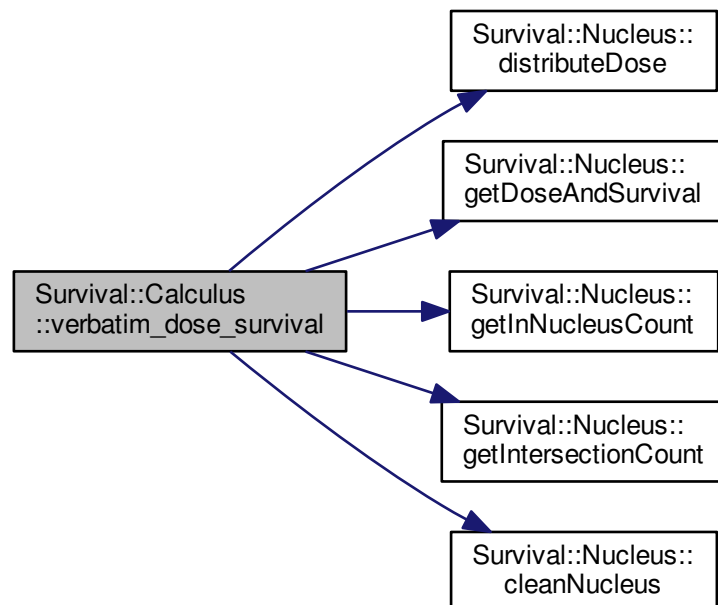 Survival::Nucleus::
distributeDose
Survival::Nucleus::
getDoseAndSurvival
Survival::Calculus
::verbatim_dose_survival
Survival::Nucleus::
getInNucleusCount
Survival::Nucleus::
getIntersectionCount
Survival::Nucleus::
cleanNucleus